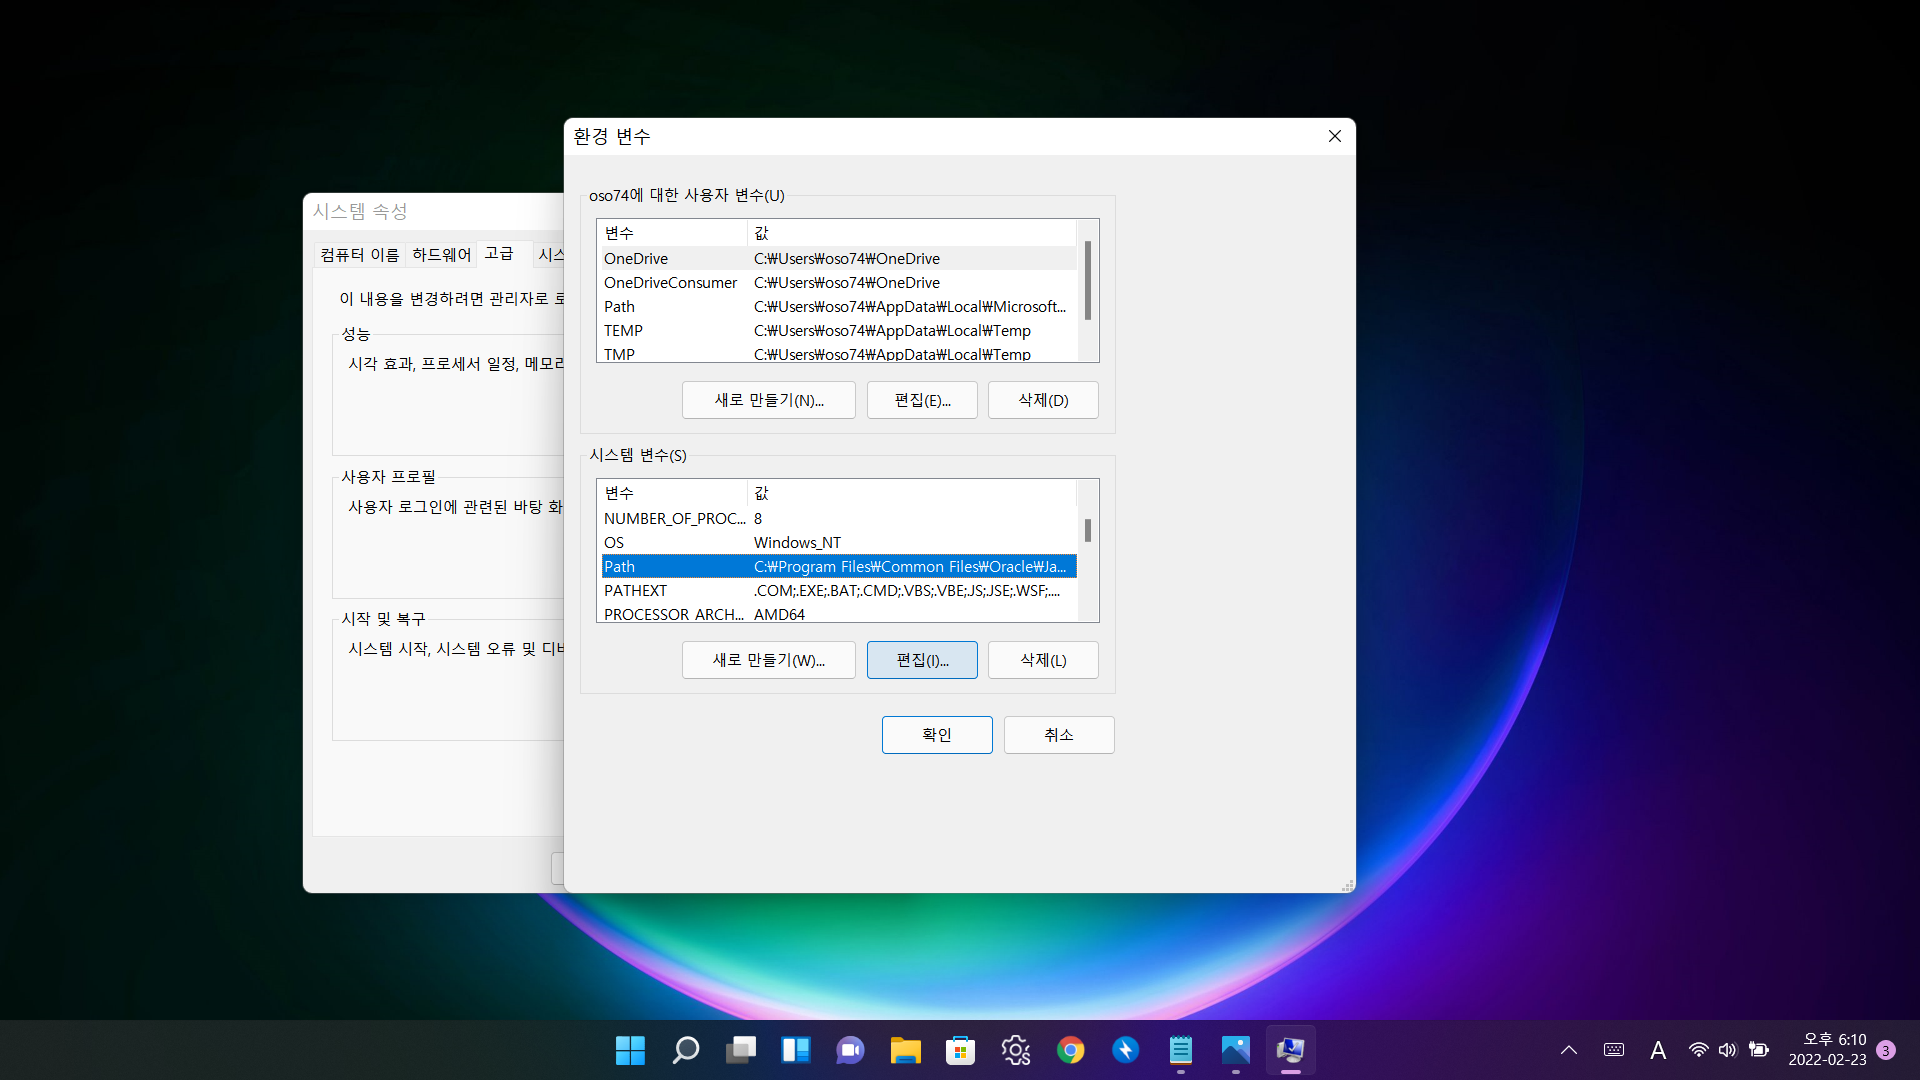 환경 변수
시스템 속성
컴퓨터 이름
하드웨어
고급
시스
이 내용을 변경하려면 관리자로 로
성능
시각 효과, 프로세서 일정, 메모리
사용자 프로필
사용자 로그인에 관련된 바탕 화
시작 및 복구
시스템 시작, 시스템 오류 및 디버
oso74에 대한 사용자 변수(U)
변수 값
OneDrive C:₩Users₩oso74₩OneDrive
OneDriveConsumer C:₩Users₩oso74₩OneDrive
Path C:₩Users₩oso74₩AppData₩Local₩Microsoft...
TEMP C:₩Users₩oso74₩AppData₩Local₩Temp
TMP C:₩Users₩oso74₩AppData₩Local₩Temp
새로 만들기(N)... 편집(E)... 삭제(D)
시스템 변수(S)
변수 값
NUMBER_OF_PROC... 8
OS Windows_NT
Path C:₩Program Files₩Common Files₩Oracle₩Ja...
PATHEXT .COM;.EXE;.BAT;.CMD;.VBS;.VBE;.JS;.JSE;.WSF;....
PROCESSOR_ARCH... AMD64
새로 만들기(W)... 편집(I)... 삭제(L)
확인 취소
A
오후 6:10
2022-02-23
3